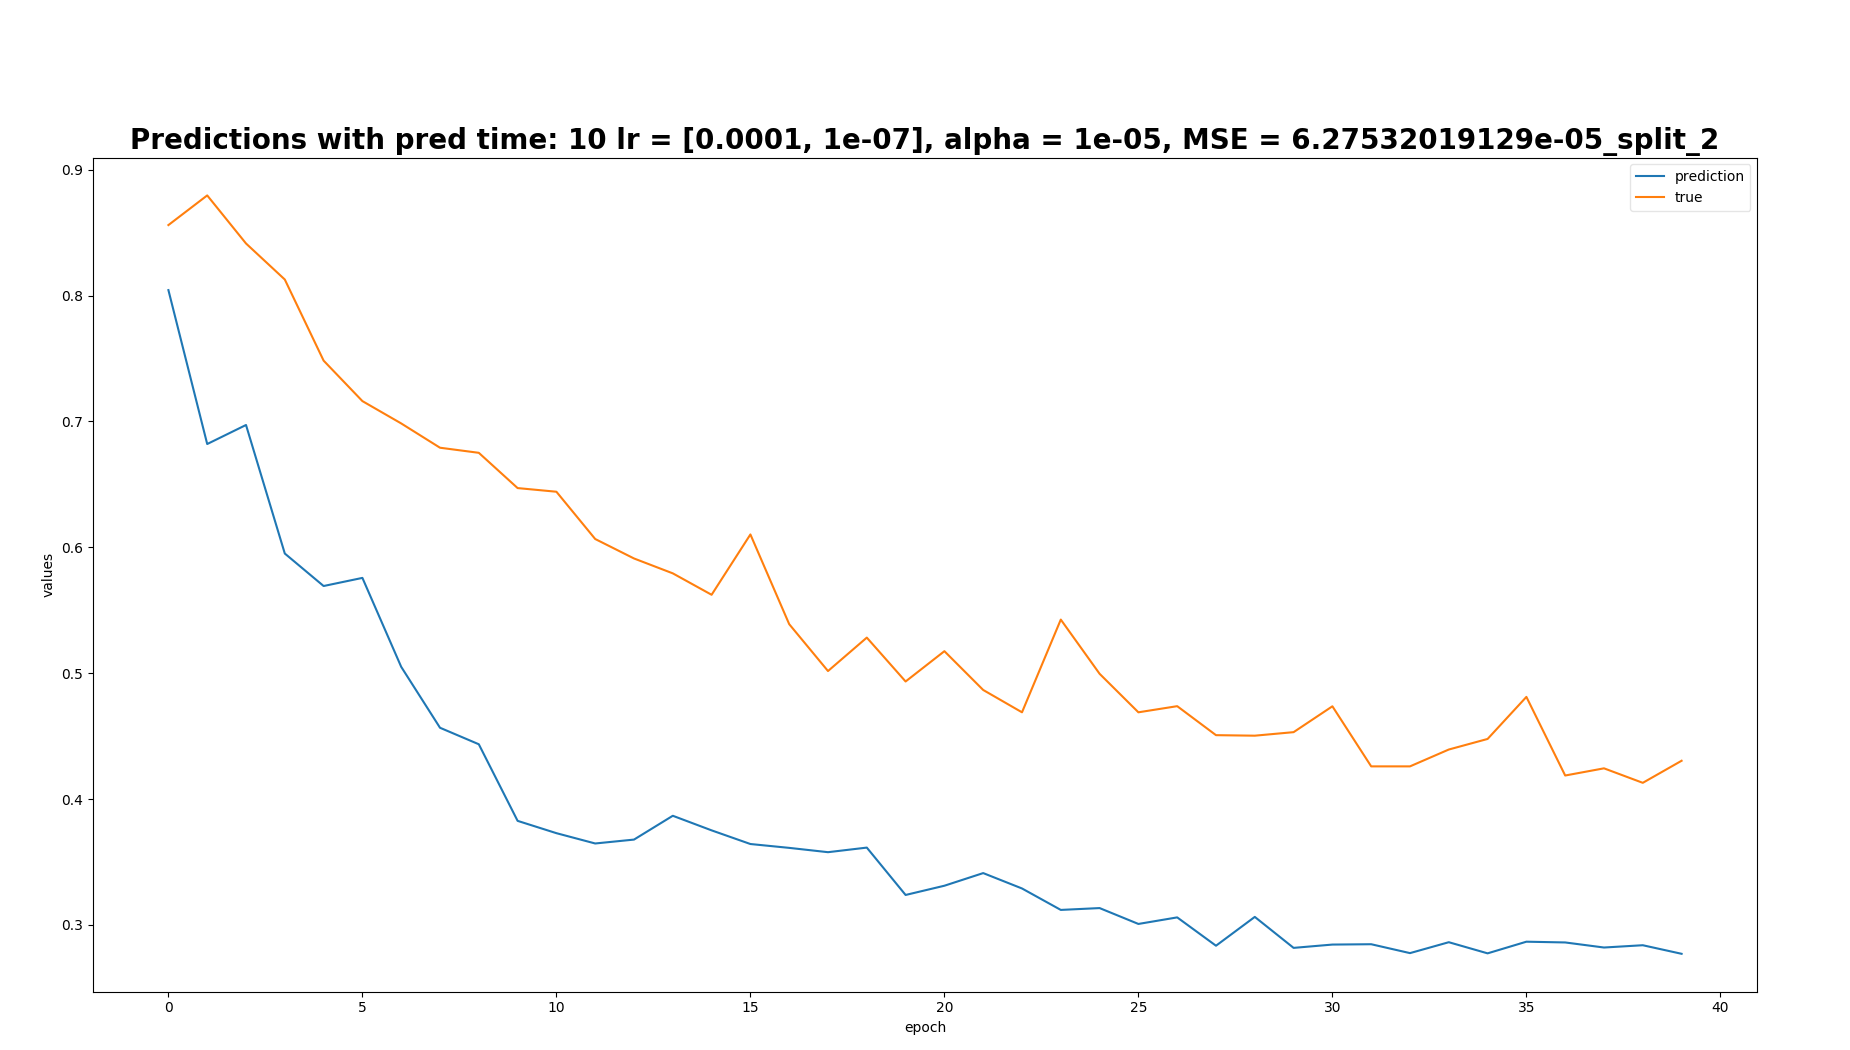 Predictions with pred time: 10 lr = [0.0001, 1e-07], alpha = 1e-05, MSE = 6.27532019129e-05_split_2
prediction
true
values
0.9
0.8
0.7
0.6
0.5
0.4
0.3
0 5 10 15 20 25 30 35 40
epoch